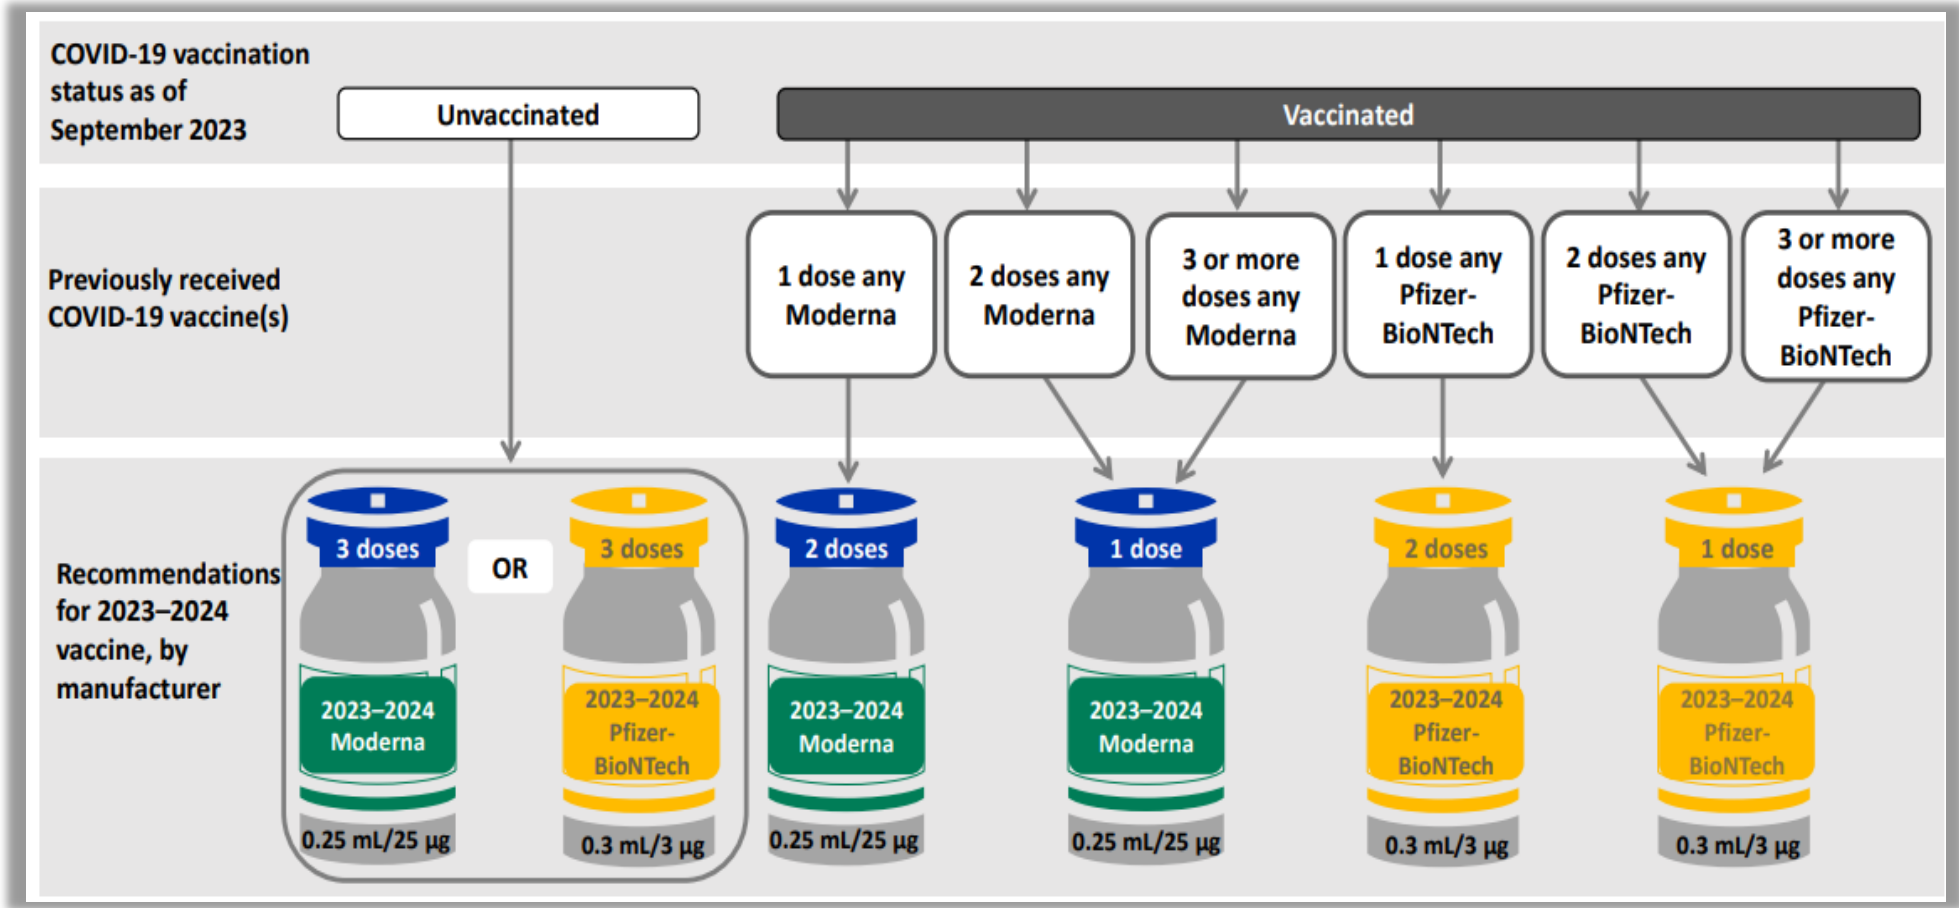 COVID-19 vaccination
status as of
September 2023
Unvaccinated
Vaccinated
Previously received
COVID-19 vaccine(s)
1 dose any
Moderna
2 doses any
Moderna
3 or more
doses any
Moderna
1 dose any
Pfizer-
BioNTech
2 doses any
Pfizer-
BioNTech
3 or more
doses any
Pfizer-
BioNTech
Recommendations
for 2023–2024
vaccine, by
manufacturer
3 doses
2023–2024
Moderna
0.25 mL/25 µg
OR
3 doses
2023–2024
Pfizer-
BioNTech
0.3 mL/3 µg
2 doses
2023–2024
Moderna
0.25 mL/25 µg
1 dose
2023–2024
Moderna
0.25 mL/25 µg
2 doses
2023–2024
Pfizer-
BioNTech
0.3 mL/3 µg
1 dose
2023–2024
Pfizer-
BioNTech
0.3 mL/3 µg